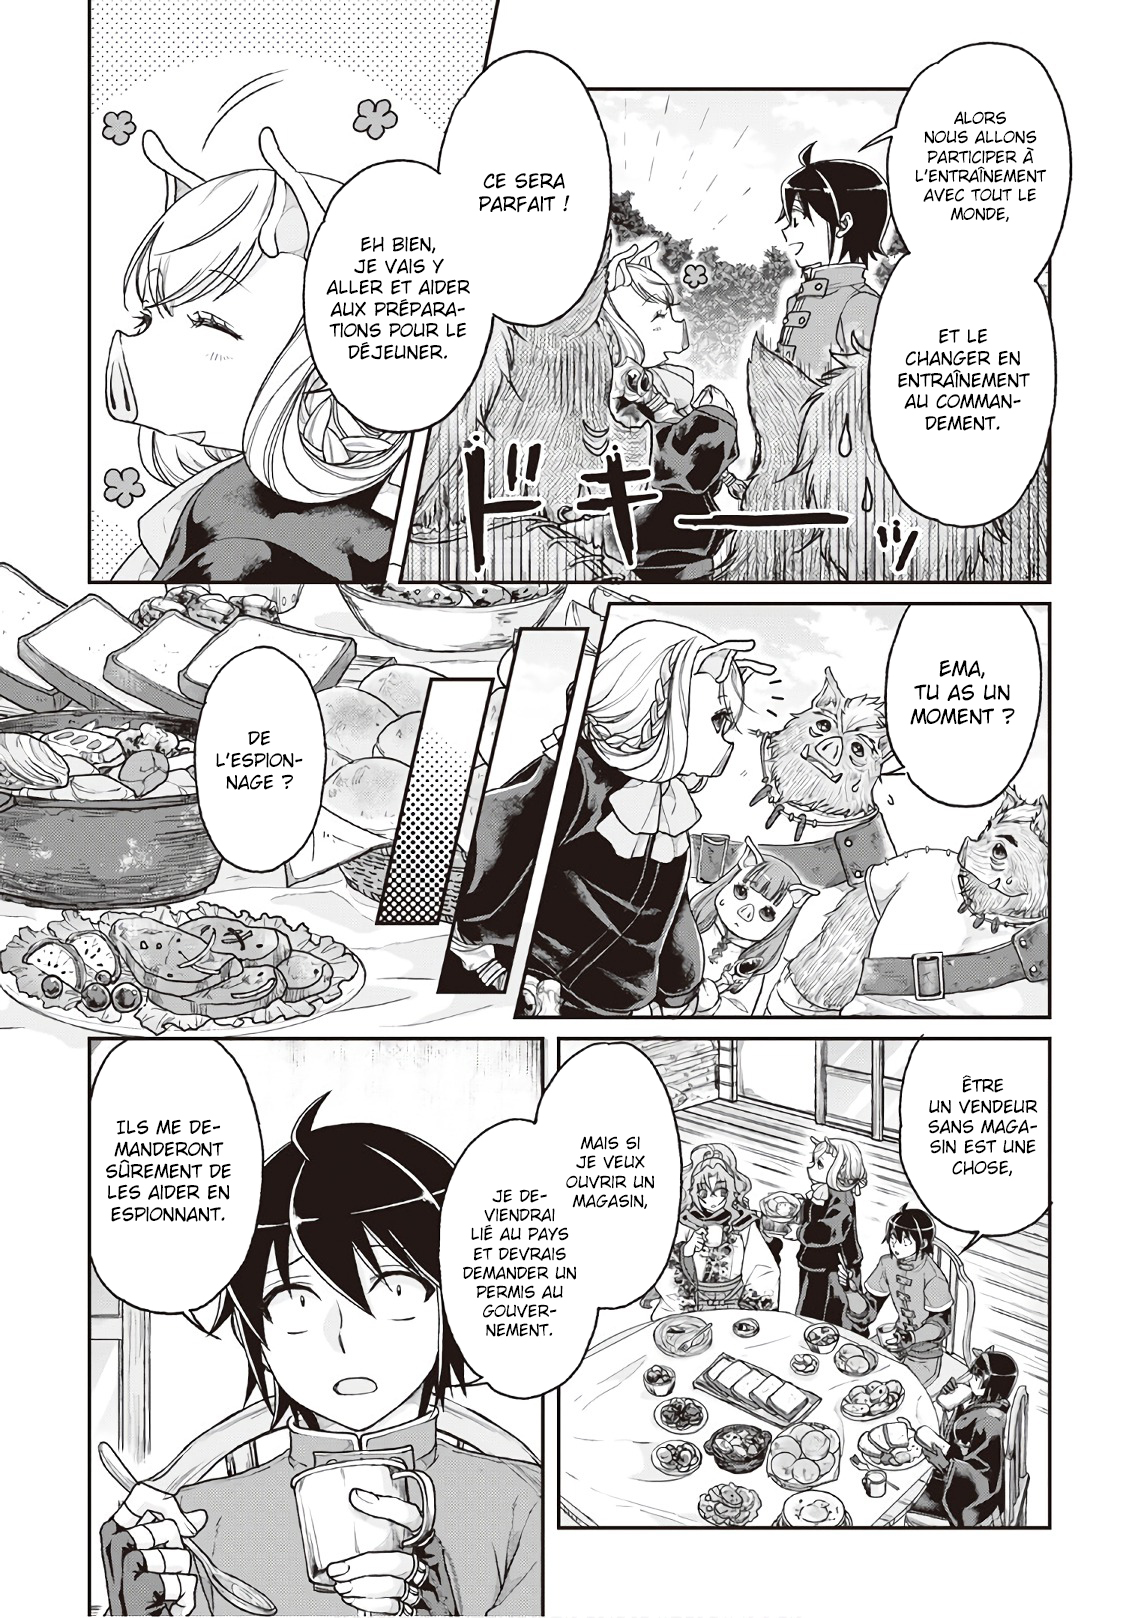 ALORS
NOUS ALLONS
PARTICIPER À
L'ENTRAÎNEMENT
AVEC TOUT LE
MONDE,
ET LE
CHANGER EN
ENTRAÎNEMENT
AU COMMAN-
DEMENT.
ドキーッ
CE SERA
PARFAIT !
EH BIEN,
JE VAIS Y
ALLER ET AIDER
AUX PRÉPARA-
TIONS POUR LE
DÉJEUNER.
EMA,
TU AS UN
MOMENT ?
DE
L'ESPION-
NAGE ?
ÊTRE
UN VENDEUR
SANS MAGA-
SIN EST UNE
CHOSE,
MAIS SI
JE VEUX
OUVRIR UN
MAGASIN,
JE DE-
VIENDRAI
LIÉ AU PAYS
ET DEVRAIS
DEMANDER UN
PERMIS AU
GOUVER-
NEMENT.
ILS ME DE-
MANDERONT
SÛREMENT DE
LES AIDER EN
ESPIONNANT.